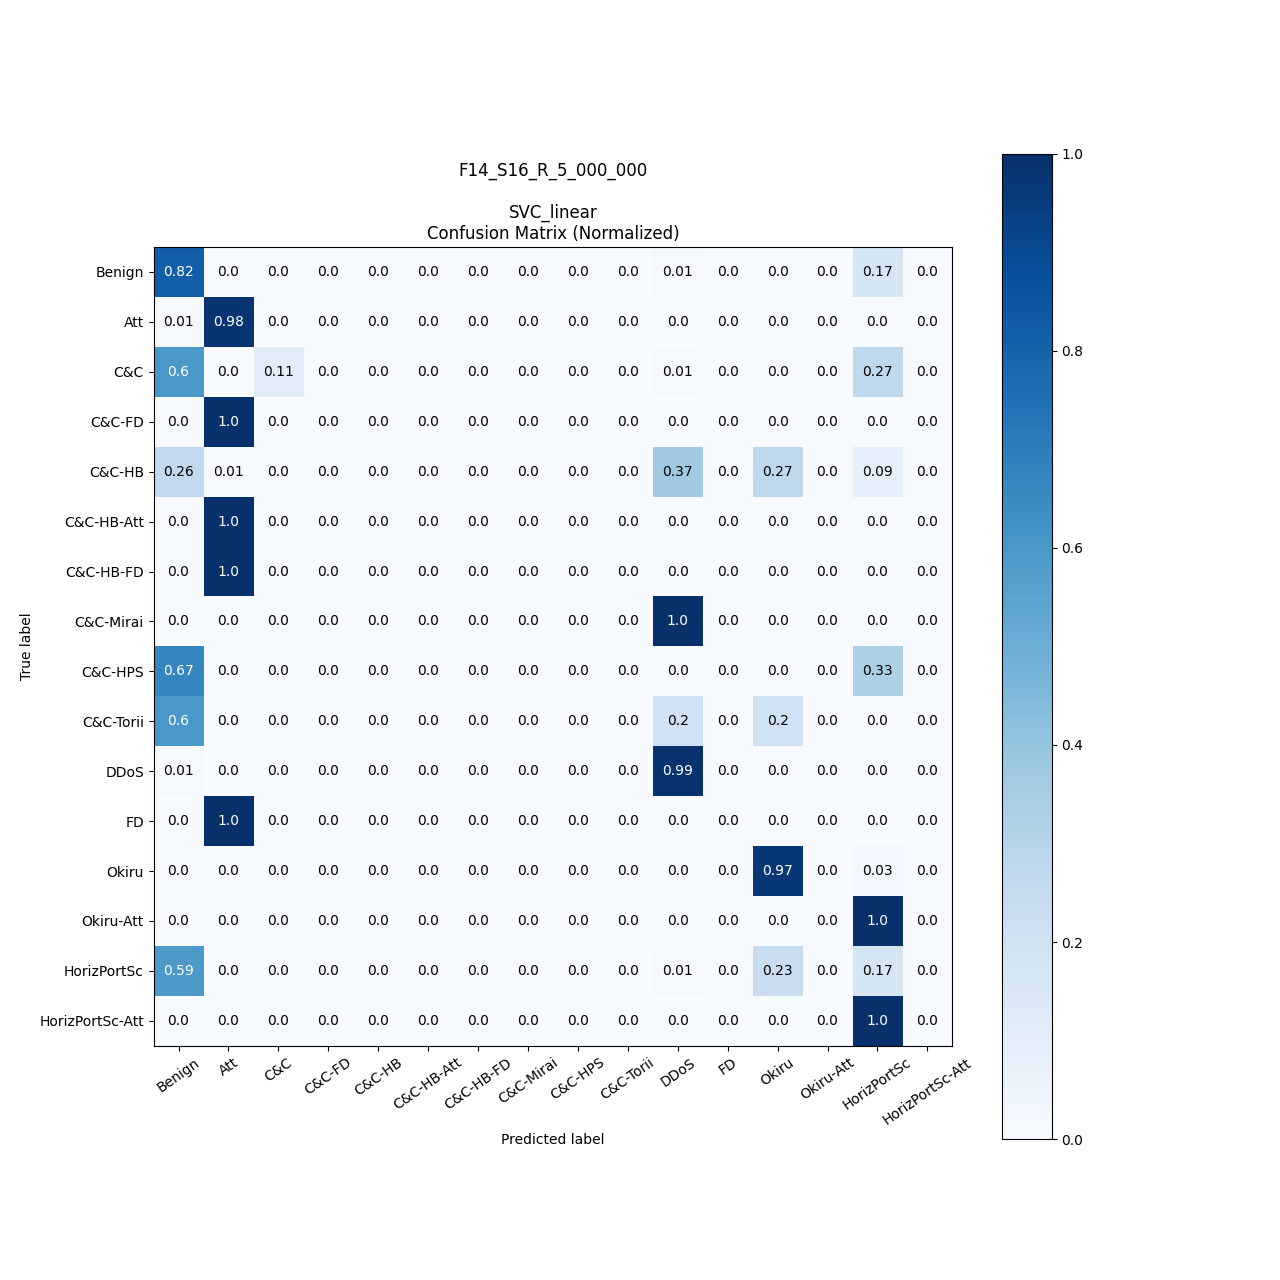 F14_S16_R_5_000_000
SVC_linear
Confusion Matrix (Normalized)
1.0
Benign 0.82 0.0 0.0 0.0 0.0 0.0 0.0 0.0 0.0 0.0 0.01 0.0 0.0 0.0 0.17 0.0
Att 0.01 0.98 0.0 0.0 0.0 0.0 0.0 0.0 0.0 0.0 0.0 0.0 0.0 0.0 0.0 0.0
0.8
C&C 0.6 0.0 0.11 0.0 0.0 0.0 0.0 0.0 0.0 0.0 0.01 0.0 0.0 0.0 0.27 0.0
C&C-FD 0.0 1.0 0.0 0.0 0.0 0.0 0.0 0.0 0.0 0.0 0.0 0.0 0.0 0.0 0.0 0.0
C&C-HB 0.26 0.01 0.0 0.0 0.0 0.0 0.0 0.0 0.0 0.0 0.37 0.0 0.27 0.0 0.09 0.0
C&C-HB-Att 0.0 1.0 0.0 0.0 0.0 0.0 0.0 0.0 0.0 0.0 0.0 0.0 0.0 0.0 0.0 0.0
0.6
C&C-HB-FD 0.0 1.0 0.0 0.0 0.0 0.0 0.0 0.0 0.0 0.0 0.0 0.0 0.0 0.0 0.0 0.0
C&C-Mirai 0.0 0.0 0.0 0.0 0.0 0.0 0.0 0.0 0.0 0.0 1.0 0.0 0.0 0.0 0.0 0.0
True label
C&C-HPS 0.67 0.0 0.0 0.0 0.0 0.0 0.0 0.0 0.0 0.0 0.0 0.0 0.0 0.0 0.33 0.0
C&C-Torii 0.6 0.0 0.0 0.0 0.0 0.0 0.0 0.0 0.0 0.0 0.2 0.0 0.2 0.0 0.0 0.0
0.4
DDoS 0.01 0.0 0.0 0.0 0.0 0.0 0.0 0.0 0.0 0.0 0.99 0.0 0.0 0.0 0.0 0.0
FD 0.0 1.0 0.0 0.0 0.0 0.0 0.0 0.0 0.0 0.0 0.0 0.0 0.0 0.0 0.0 0.0
Okiru 0.0 0.0 0.0 0.0 0.0 0.0 0.0 0.0 0.0 0.0 0.0 0.0 0.97 0.0 0.03 0.0
Okiru-Att 0.0 0.0 0.0 0.0 0.0 0.0 0.0 0.0 0.0 0.0 0.0 0.0 0.0 0.0 1.0 0.0
0.2
HorizPortSc 0.59 0.0 0.0 0.0 0.0 0.0 0.0 0.0 0.0 0.0 0.01 0.0 0.23 0.0 0.17 0.0
HorizPortSc-Att 0.0 0.0 0.0 0.0 0.0 0.0 0.0 0.0 0.0 0.0 0.0 0.0 0.0 0.0 1.0 0.0
Benign Att C&C C&C-FD C&C-HB C&C-HB-Att C&C-HB-FD C&C-Mirai C&C-HPS C&C-Torii DDoS FD Okiru Okiru-Att HorizPortSc HorizPortSc-Att
Predicted label
0.0